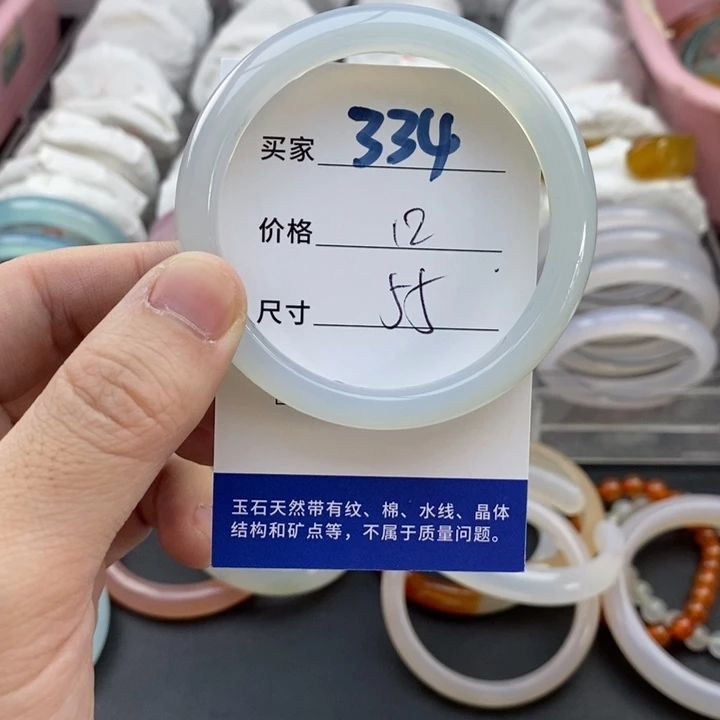 买家 334
价格 12
尺寸 55
玉石天然带有纹、棉、水线、晶体
结构和矿点等，不属于质量问题。